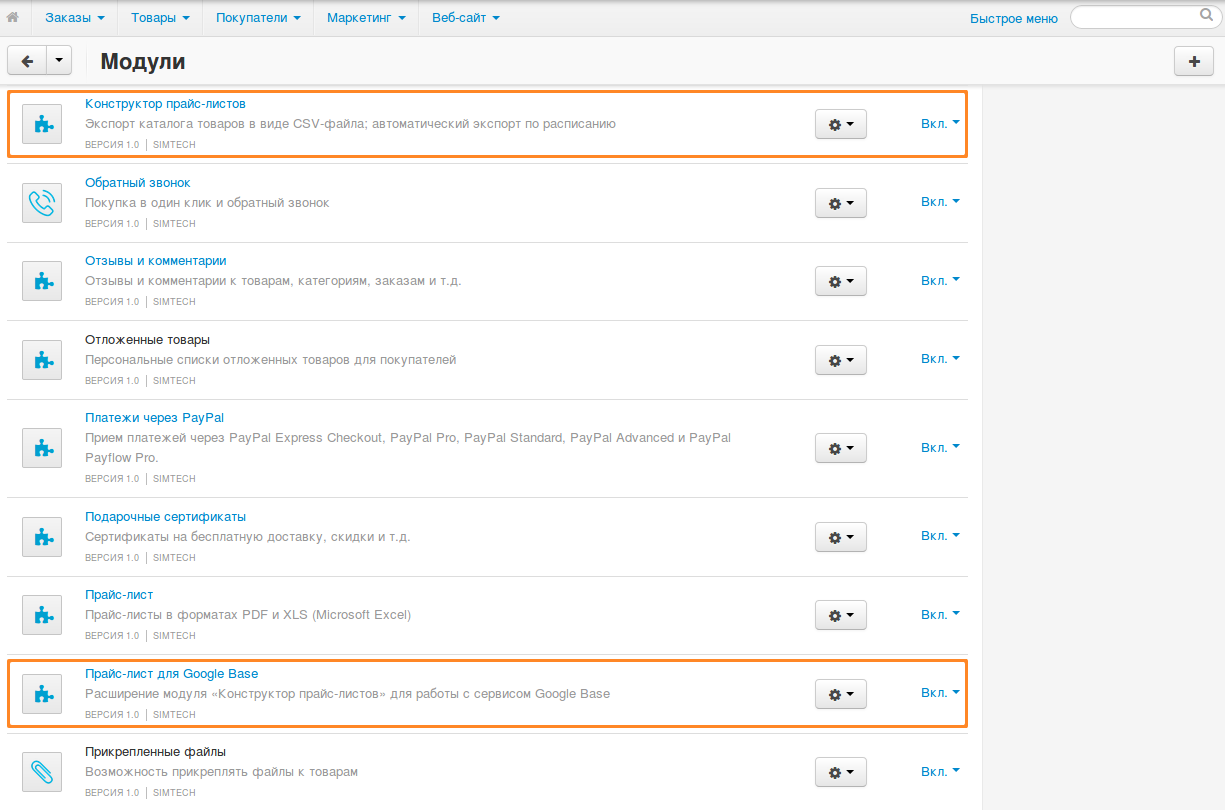 Заказы Товары Покупатели Маркетинг Веб-сайт Быстрое меню
Модули
Конструктор прайс-листов
Экспорт каталога товаров в виде CSV-файла; автоматический экспорт по расписанию
Вкл.
ВЕРСИЯ 1.0 | SIMTECH
Обратный звонок
Покупка в один клик и обратный звонок
Вкл.
ВЕРСИЯ 1.0 | SIMTECH
Отзывы и комментарии
Отзывы и комментарии к товарам, категориям, заказам и т.д.
Вкл.
ВЕРСИЯ 1.0 | SIMTECH
Отложенные товары
Персональные списки отложенных товаров для покупателей
Вкл.
ВЕРСИЯ 1.0 | SIMTECH
Платежи через PayPal
Прием платежей через PayPal Express Checkout, PayPal Pro, PayPal Standard, PayPal Advanced и PayPal
Payflow Pro.
Вкл.
ВЕРСИЯ 1.0 | SIMTECH
Подарочные сертификаты
Сертификаты на бесплатную доставку, скидки и т.д.
Вкл.
ВЕРСИЯ 1.0 | SIMTECH
Прайс-лист
Прайс-листы в форматах PDF и XLS (Microsoft Excel)
Вкл.
ВЕРСИЯ 1.0 | SIMTECH
Прайс-лист для Google Base
Расширение модуля «Конструктор прайс-листов» для работы с сервисом Google Base
Вкл.
ВЕРСИЯ 1.0 | SIMTECH
Прикрепленные файлы
Возможность прикреплять файлы к товарам
Вкл.
ВЕРСИЯ 1.0 | SIMTECH